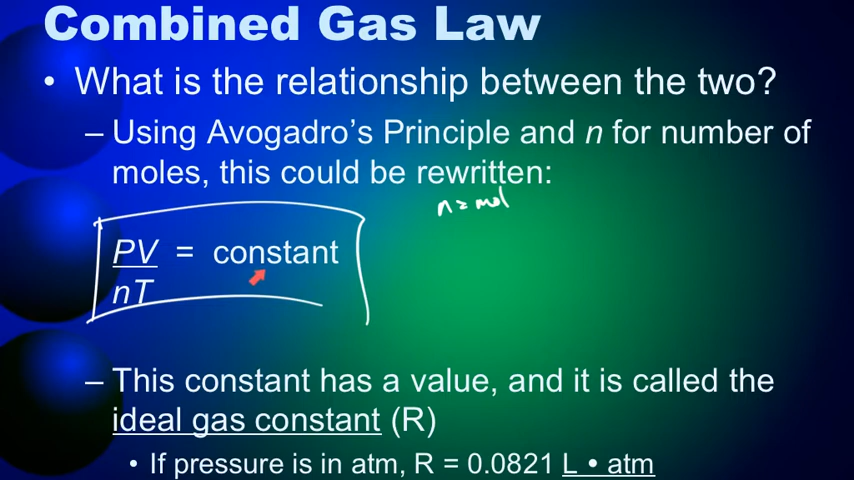 Combined Gas Law
• What is the relationship between the two?
– Using Avogadro's Principle and n for number of
moles, this could be rewritten:
n = mol
PV = constant
nT
– This constant has a value, and it is called the
ideal gas constant (R)
• If pressure is in atm, R = 0.0821 L • atm